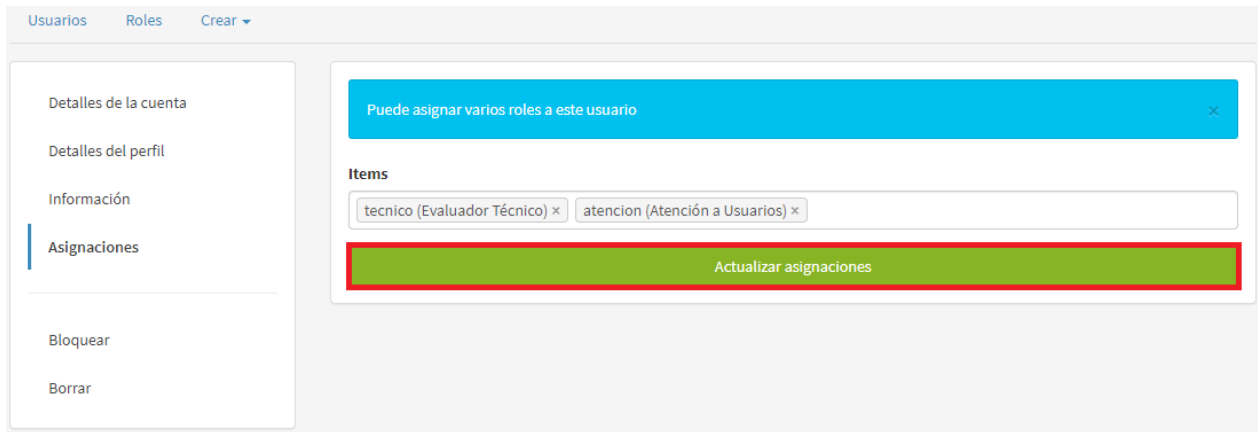 Usuarios Roles Crear
Detalles de la cuenta
Detalles del perfil
Información
Asignaciones
Bloquear
Borrar
Puede asignar varios roles a este usuario ×
Items
tecnico (Evaluador Técnico) × atencion (Atención a Usuarios) ×
Actualizar asignaciones